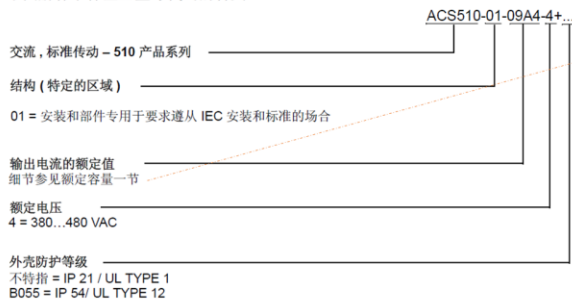 ACS510-01-09A4-4+...
交流 , 标准传动 – 510 产品系列
结构 ( 特定的区域 )
01 = 安装和部件专用于要求遵从 IEC 安装和标准的场合
输出电流的额定值
细节参见额定容量一节
额定电压
4 = 380…480 VAC
外壳防护等级
不特指 = IP 21 / UL TYPE 1
B055 = IP 54/ UL TYPE 12